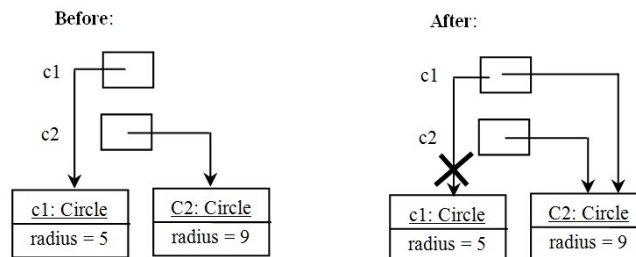 Before:
c1
c2
c1: Circle
radius = 5
C2: Circle
radius = 9
After:
c1
c2
c1: Circle
radius = 5
C2: Circle
radius = 9